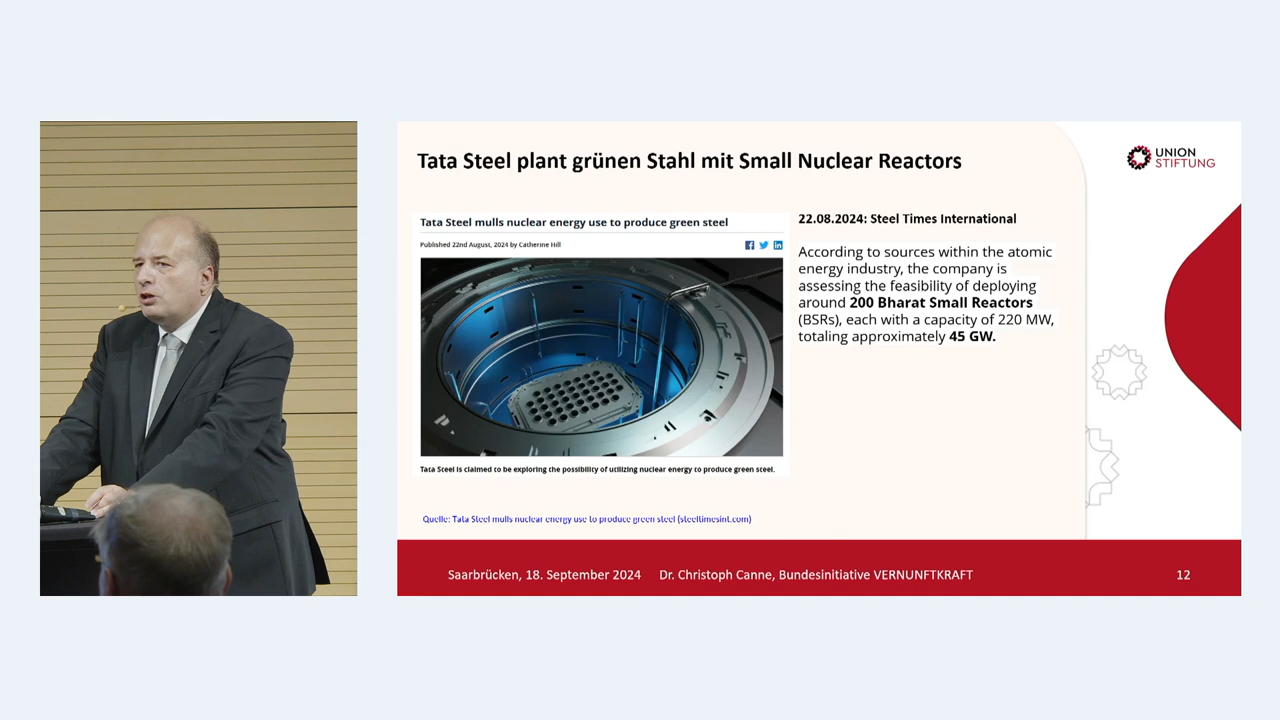 Tata Steel plant grünen Stahl mit Small Nuclear Reactors
UNION
STIFTUNG
Tata Steel mulls nuclear energy use to produce green steel
Published 22nd August, 2024 by Catherine Hill
Tata Steel is claimed to be exploring the possibility of utilizing nuclear energy to produce green steel.
22.08.2024: Steel Times International
According to sources within the atomic
energy industry, the company is
assessing the feasibility of deploying
around 200 Bharat Small Reactors
(BSRs), each with a capacity of 220 MW,
totaling approximately 45 GW.
Quelle: Tata Steel mulls nuclear energy use to produce green steel (steeltimesint.com)
Saarbrücken, 18. September 2024 Dr. Christoph Canne, Bundesinitiative VERNUNFTKRAFT
12